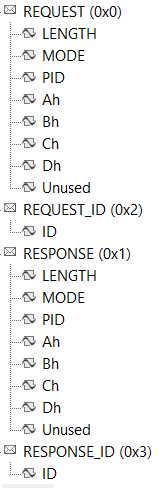 REQUEST (0x0)
LENGTH
MODE
PID
Ah
Bh
Ch
Dh
Unused
REQUEST_ID (0x2)
ID
RESPONSE (0x1)
LENGTH
MODE
PID
Ah
Bh
Ch
Dh
Unused
RESPONSE_ID (0x3)
ID